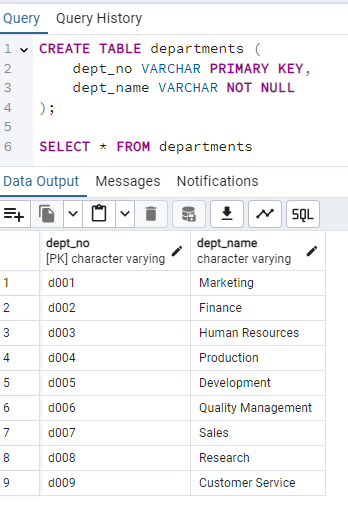 Query Query History
1 CREATE TABLE departments (
2 dept_no VARCHAR PRIMARY KEY,
3 dept_name VARCHAR NOT NULL
4 );
5
6 SELECT * FROM departments
Data Output Messages Notifications
SQL
dept_no dept_name
[PK] character varying character varying
1 d001 Marketing
2 d002 Finance
3 d003 Human Resources
4 d004 Production
5 d005 Development
6 d006 Quality Management
7 d007 Sales
8 d008 Research
9 d009 Customer Service